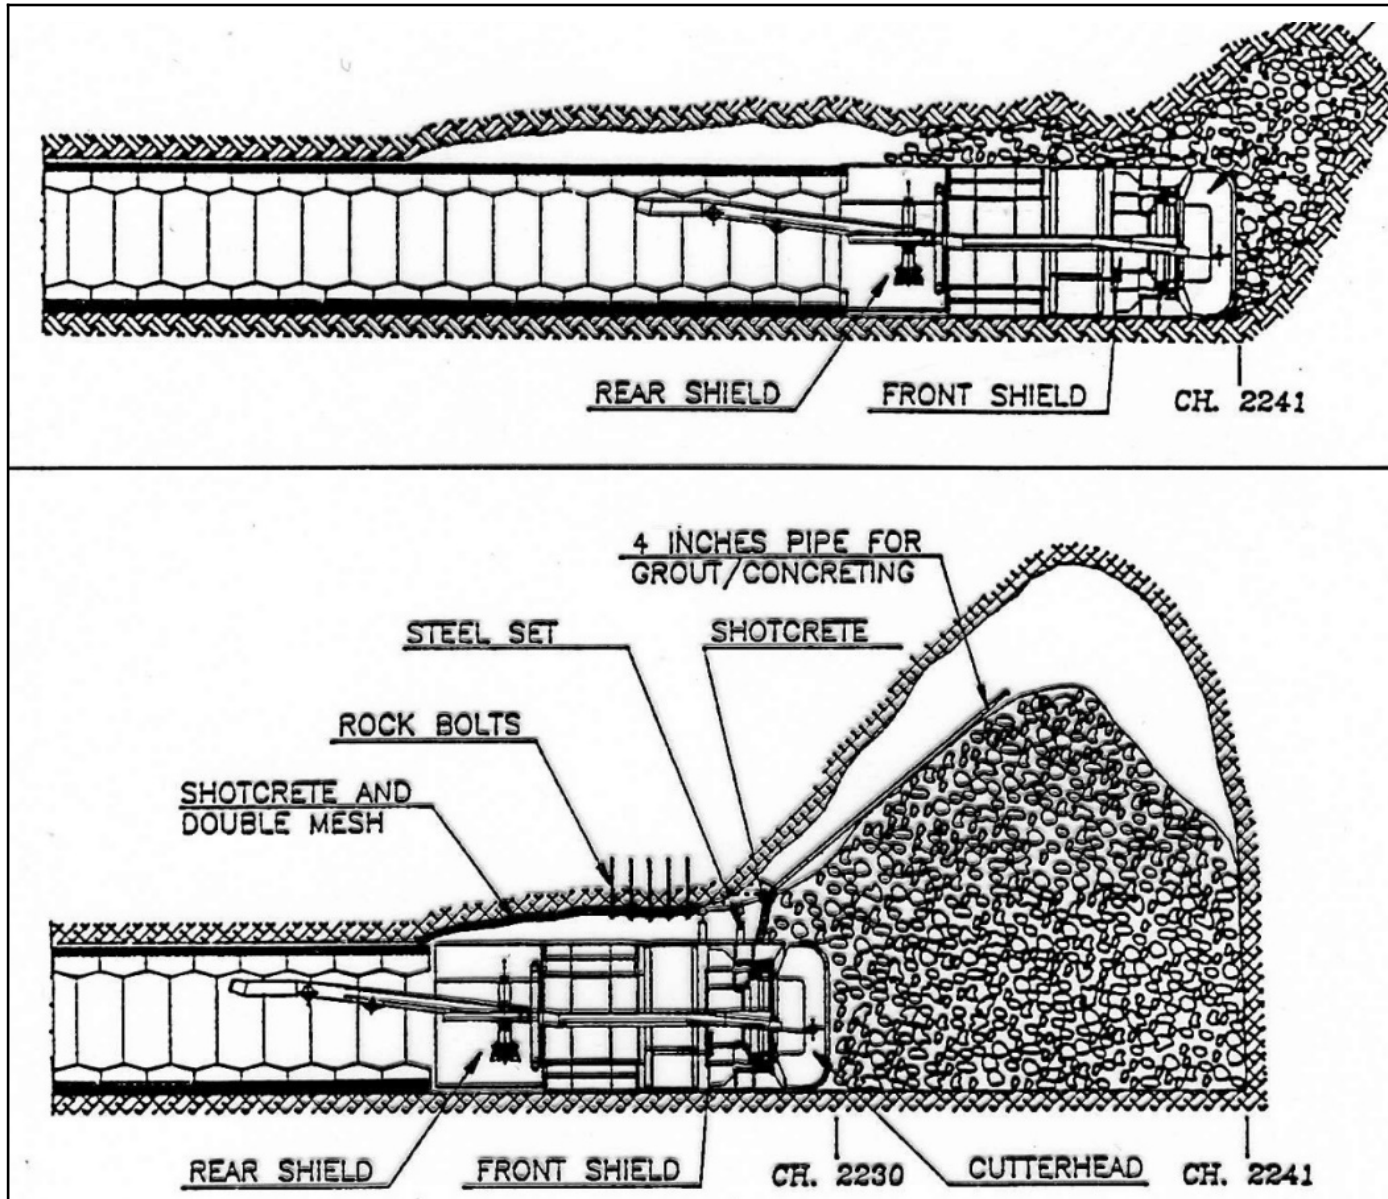 REAR SHIELD
FRONT SHIELD
CH. 2241
4 INCHES PIPE FOR
GROUT/CONCRETING
STEEL SET
SHOTCRETE
ROCK BOLTS
SHOTCRETE AND
DOUBLE MESH
REAR SHIELD
FRONT SHIELD
CH. 2230
CUTTERHEAD
CH. 2241